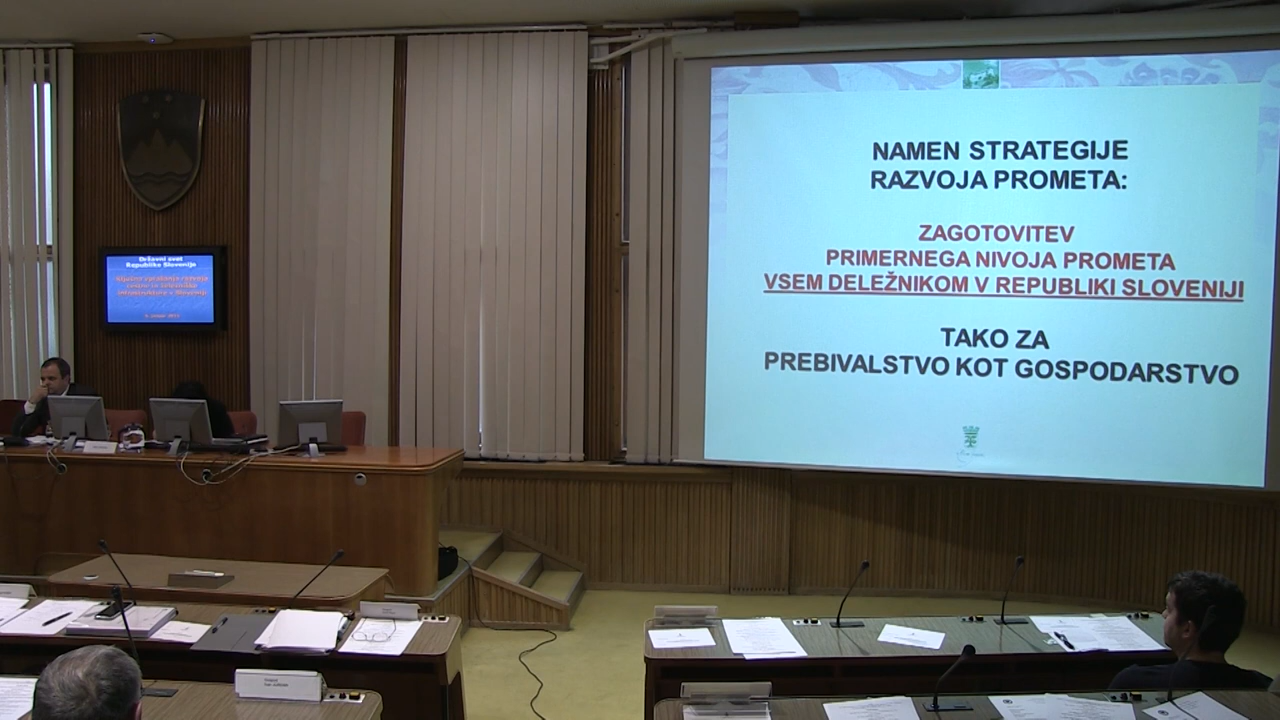 Državni svet
Republike Slovenije
NAMEN STRATEGIJE
RAZVOJA PROMETA:
ZAGOTOVITEV
PRIMERNEGA NIVOJA PROMETA
VSEM DELEŽNIKOM V REPUBLIKI SLOVENIJI
TAKO ZA
PREBIVALSTVO KOT GOSPODARSTVO